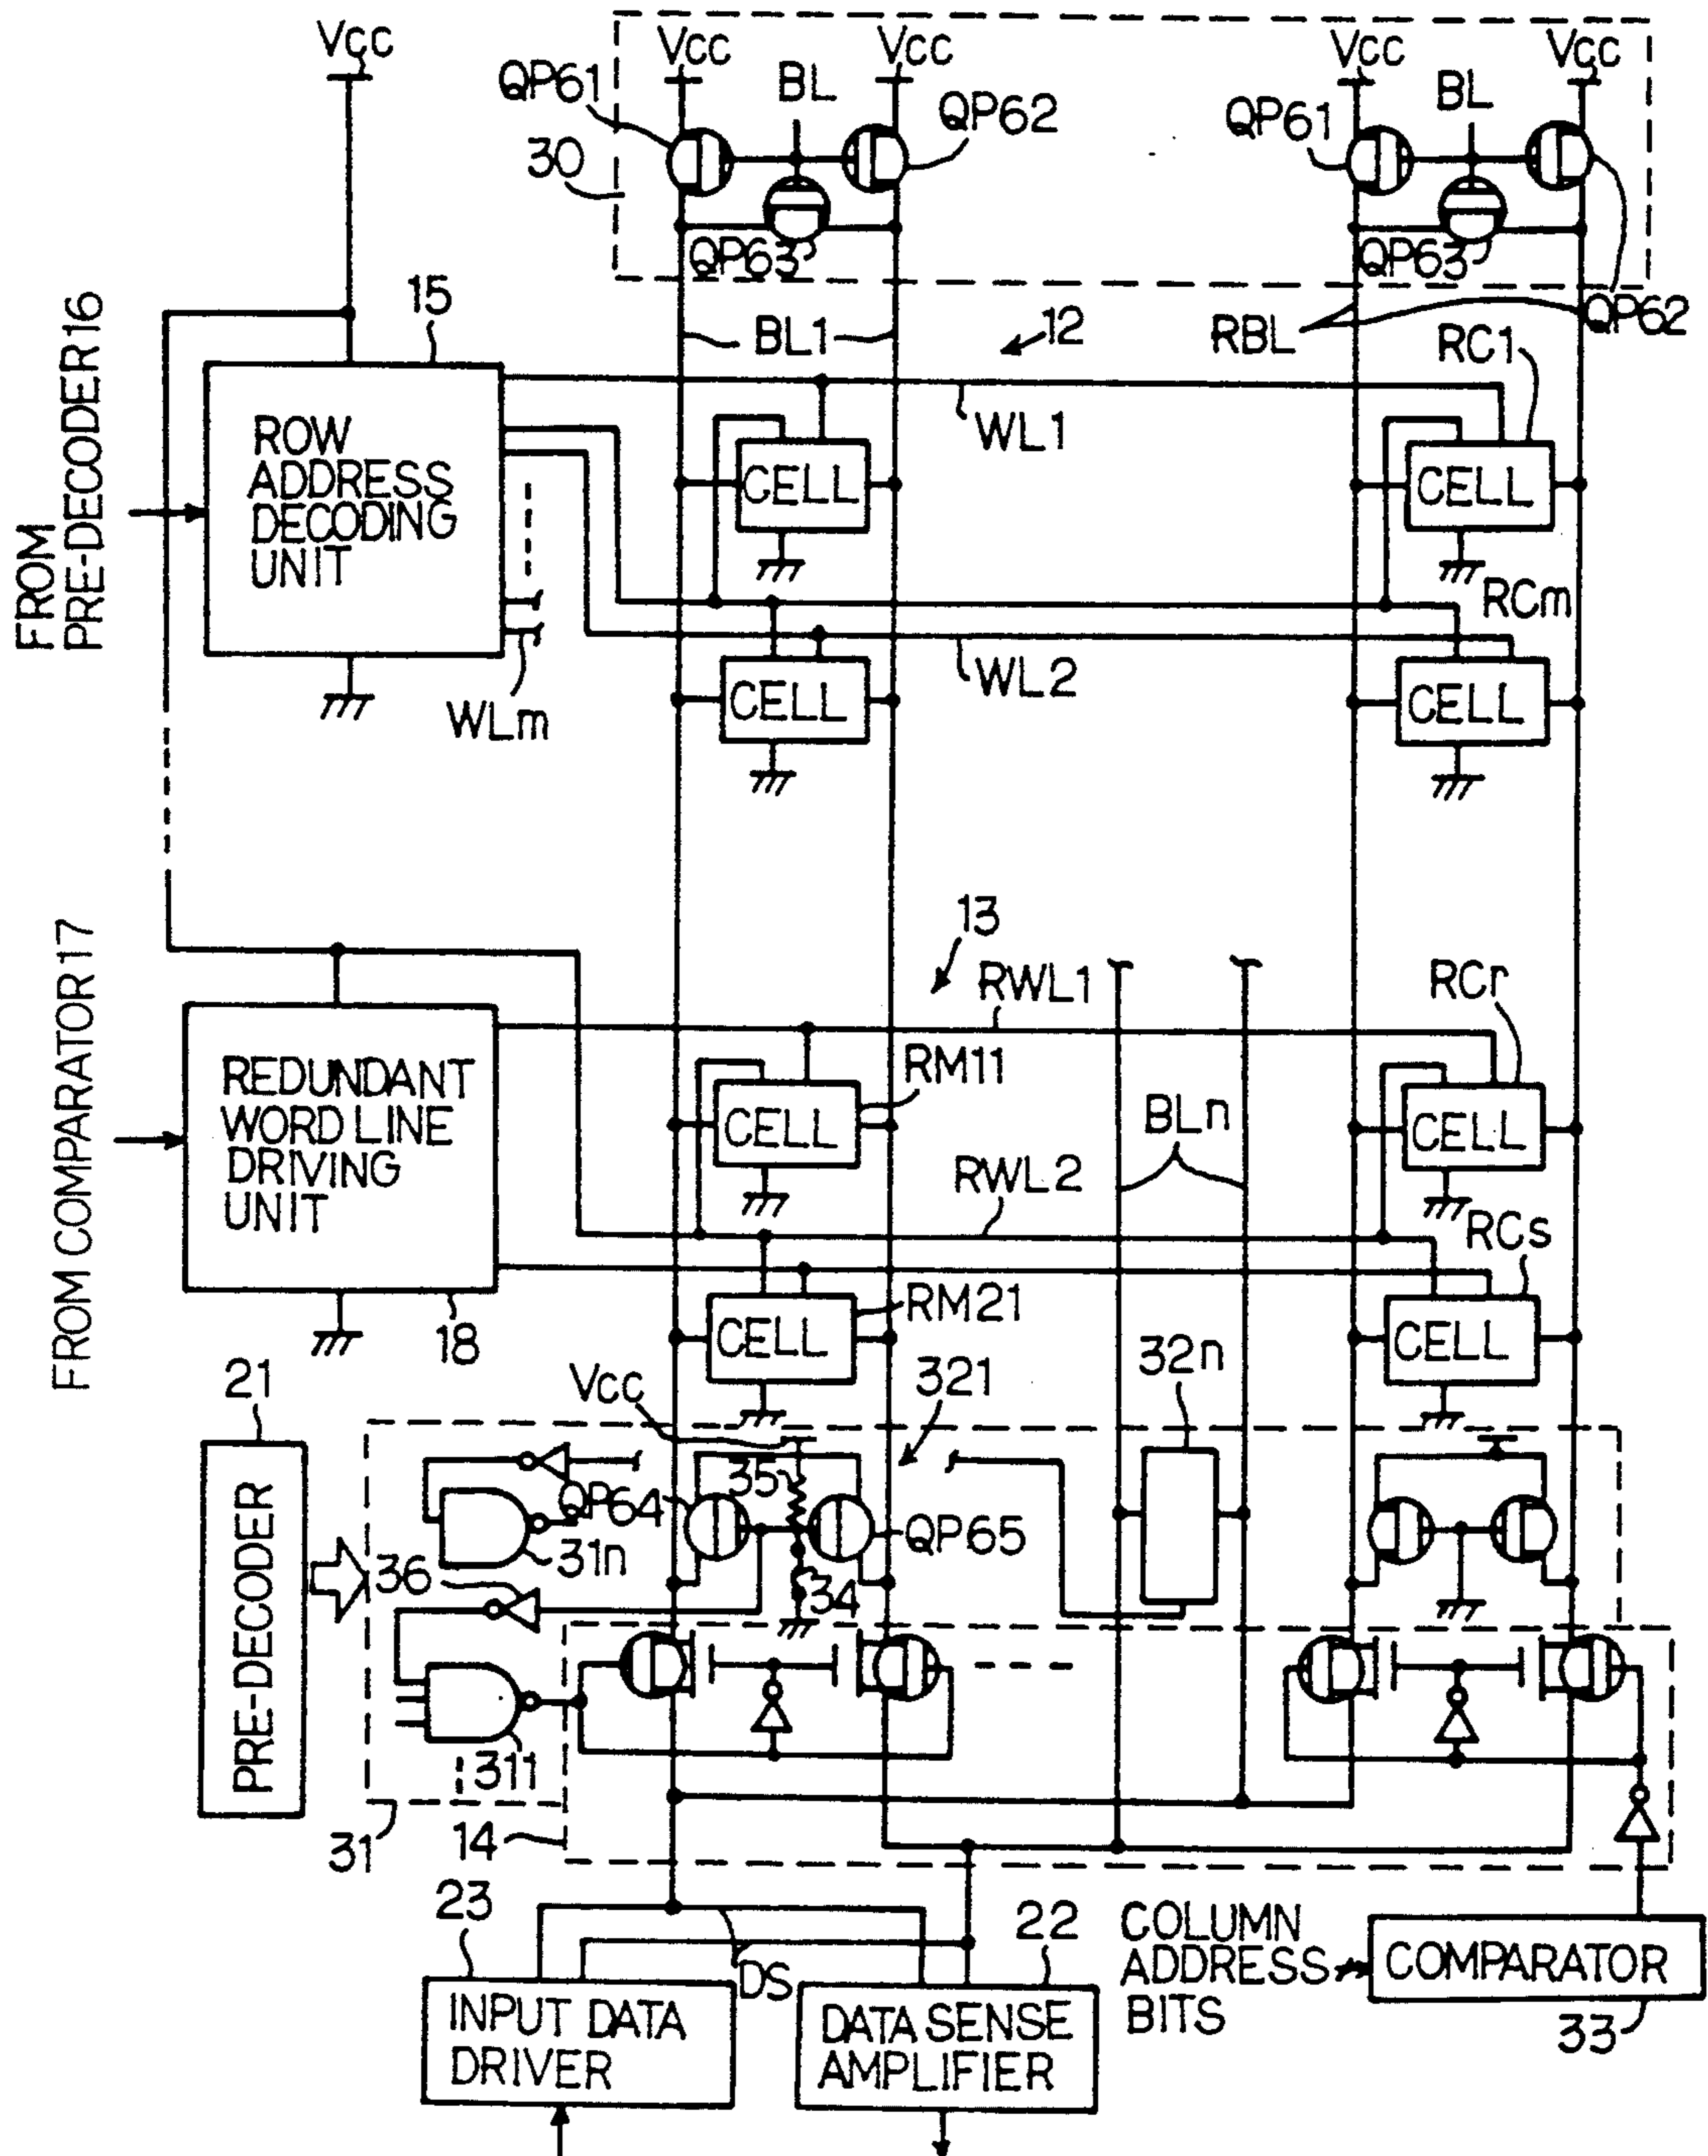 Vcc
Vcc
Vcc
Vcc
Vcc
QP61
BL
QP62
QP61
BL
30
QP63
QP63
QP62
FROM
PRE-DECODER16
15
BL1
12
RBL
RC1
ROW
ADDRESS
DECODING
UNIT
WL1
CELL
CELL
RCm
WL2
WLm
CELL
CELL
FROM COMPARATOR17
13
RWL1
RCr
REDUNDANT
WORD LINE
DRIVING
UNIT
RM11
CELL
BLn
CELL
RWL2
RCs
RM21
18
CELL
32n
CELL
21
Vcc
321
PRE-DECODER
35
QP64
QP65
31n
36
34
311
31
14
23
DS
22
COLUMN
ADDRESS
BITS
COMPARATOR
33
INPUT DATA
DRIVER
DATA SENSE
AMPLIFIER